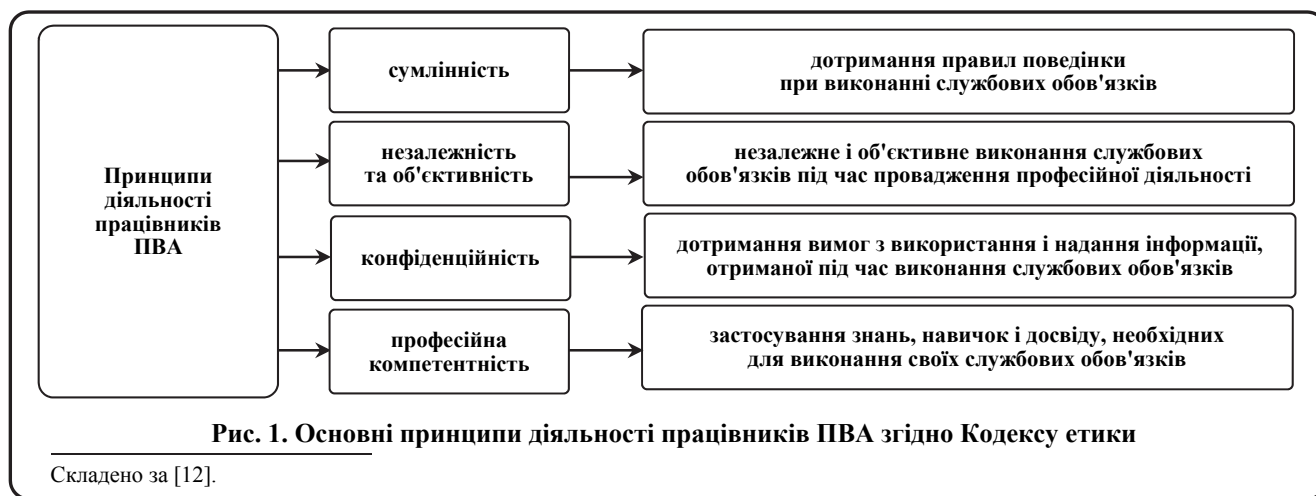 Принципи
діяльності
працівників
ПВА
сумлінність
дотримання правил поведінки
при виконанні службових обов'язків
незалежність
та об'єктивність
незалежне і об'єктивне виконання службових
обов'язків під час провадження професійної діяльності
конфіденційність
дотримання вимог з використання і надання інформації,
отриманої під час виконання службових обов'язків
професійна
компетентність
застосування знань, навичок і досвіду, необхідних
для виконання своїх службових обов'язків
Рис. 1. Основні принципи діяльності працівників ПВА згідно Кодексу етики
Складено за [12].